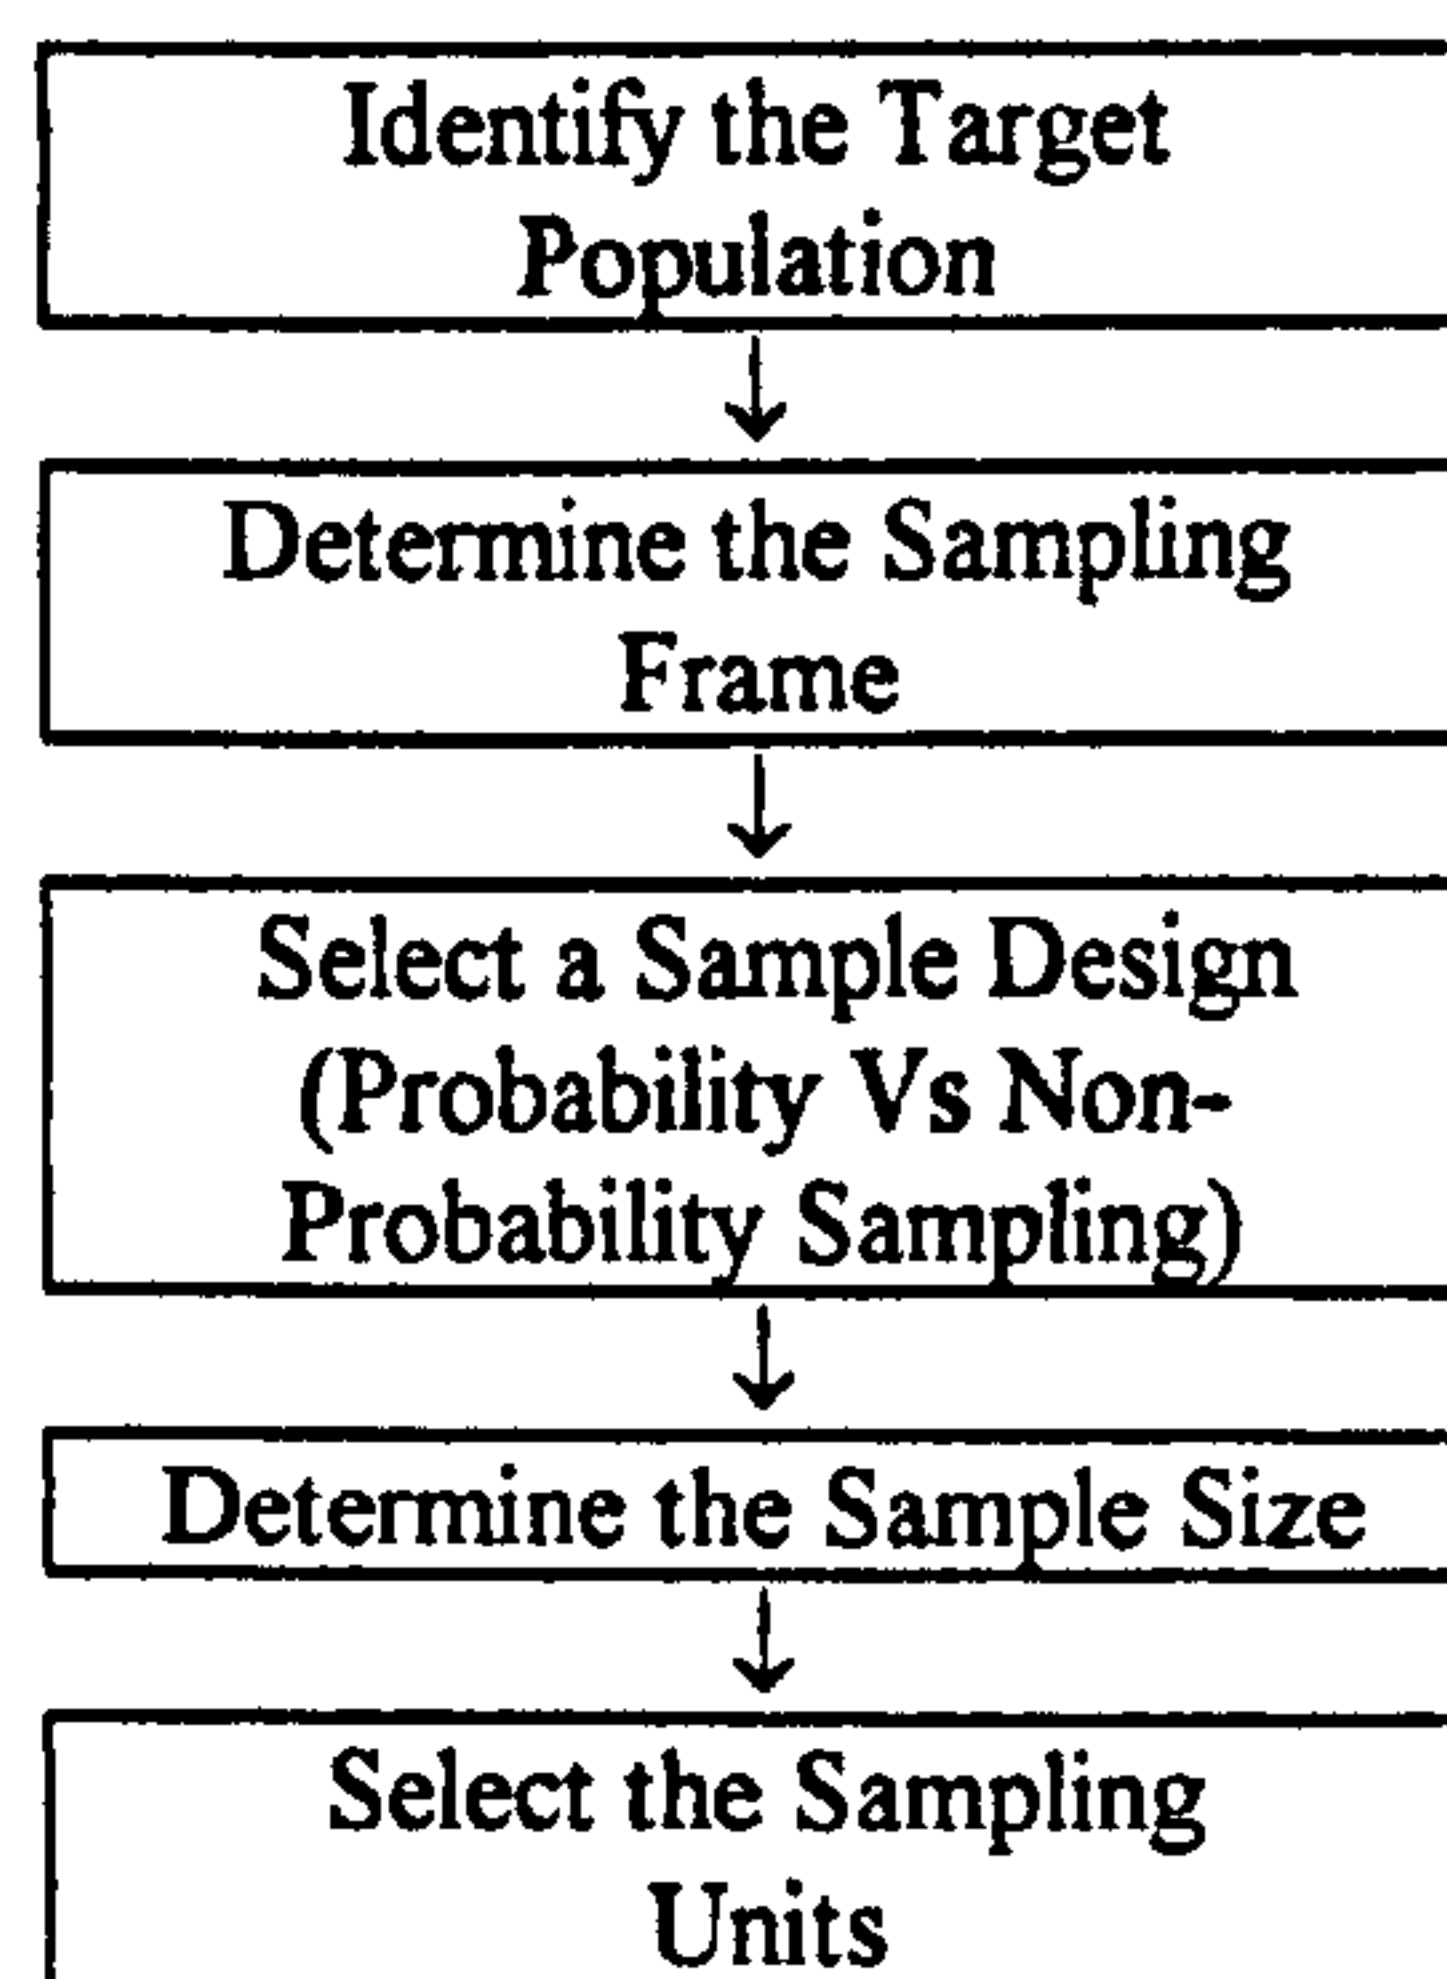 Identify the Target
Population
Determine the Sampling
Frame
Select a Sample Design
(Probability Vs Non-
Probability Sampling)
Determine the Sample Size
Select the Sampling
Units